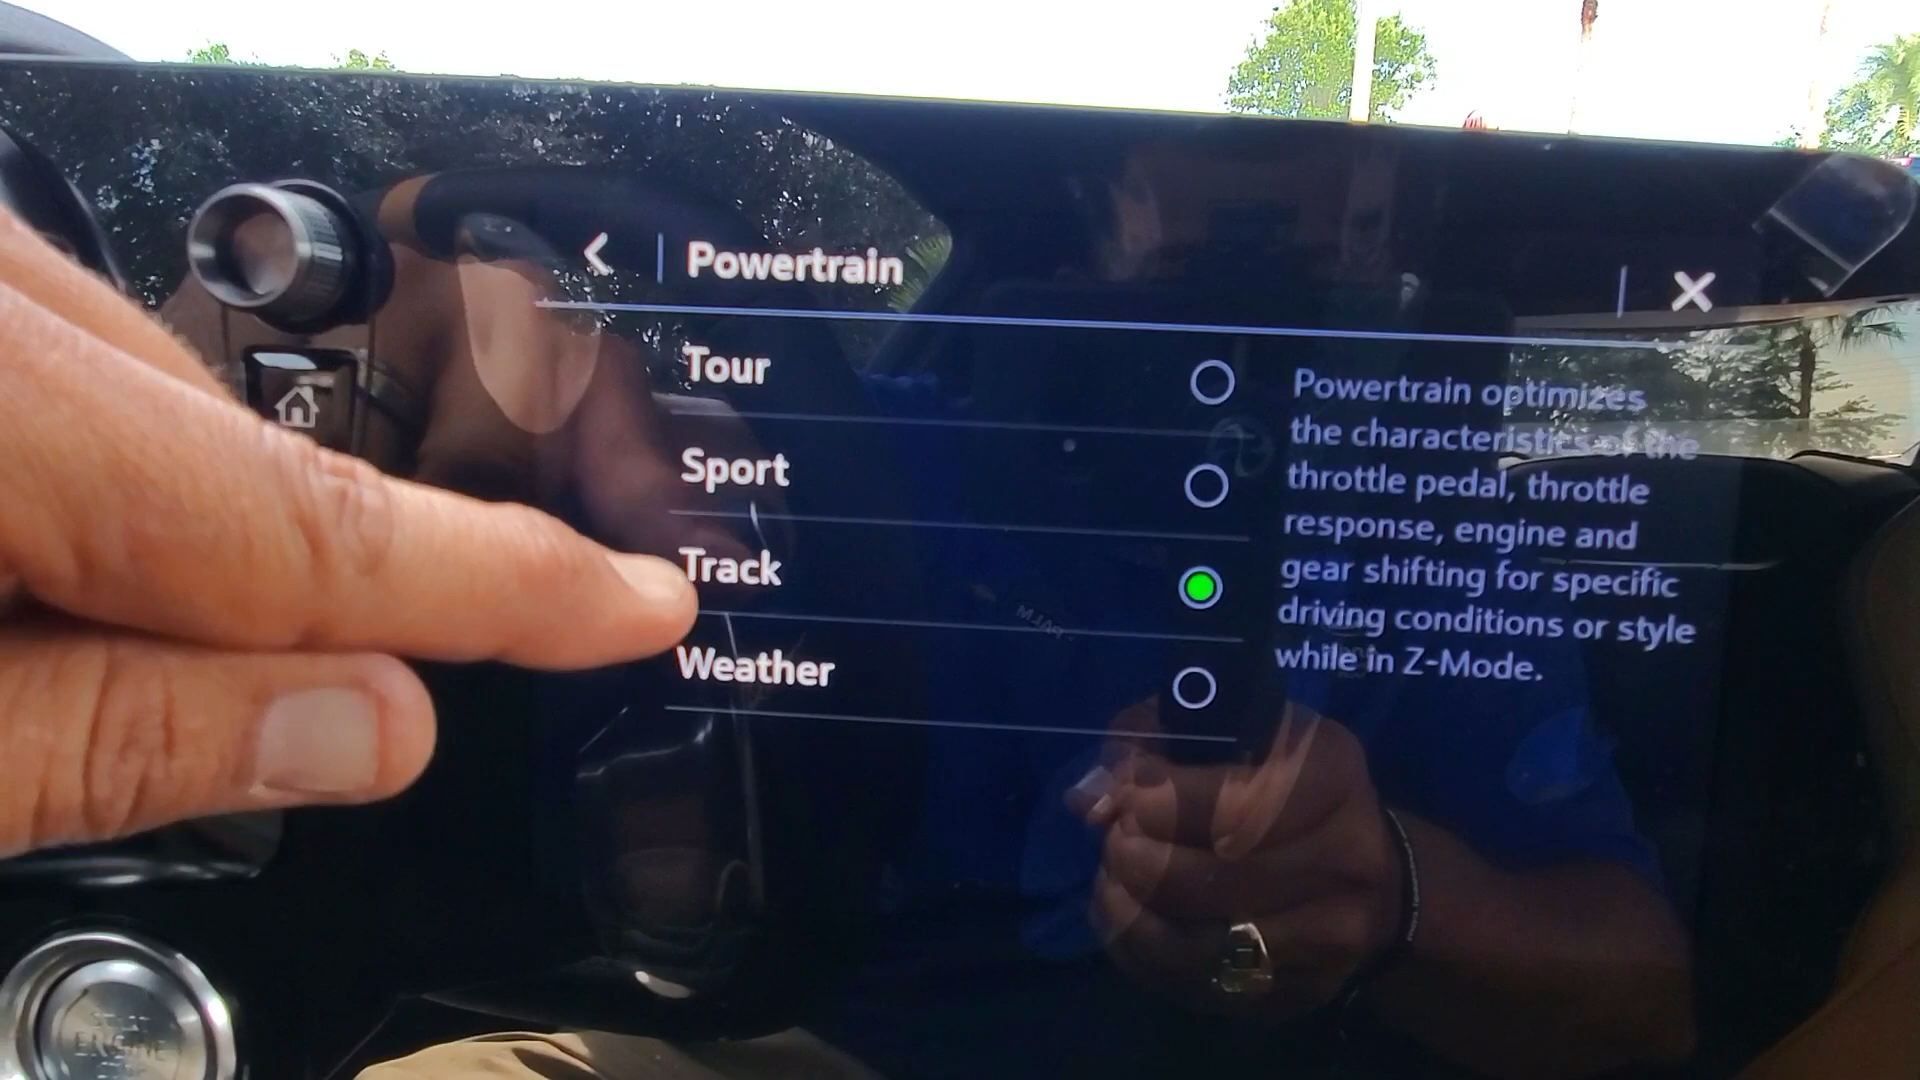 Powertrain
Tour
Sport
Track
Weather
Powertrain optimizes
the characteristics of the
throttle pedal, throttle
response, engine and
gear shifting for specific
driving conditions or style
while in Z-Mode.
ENGINE